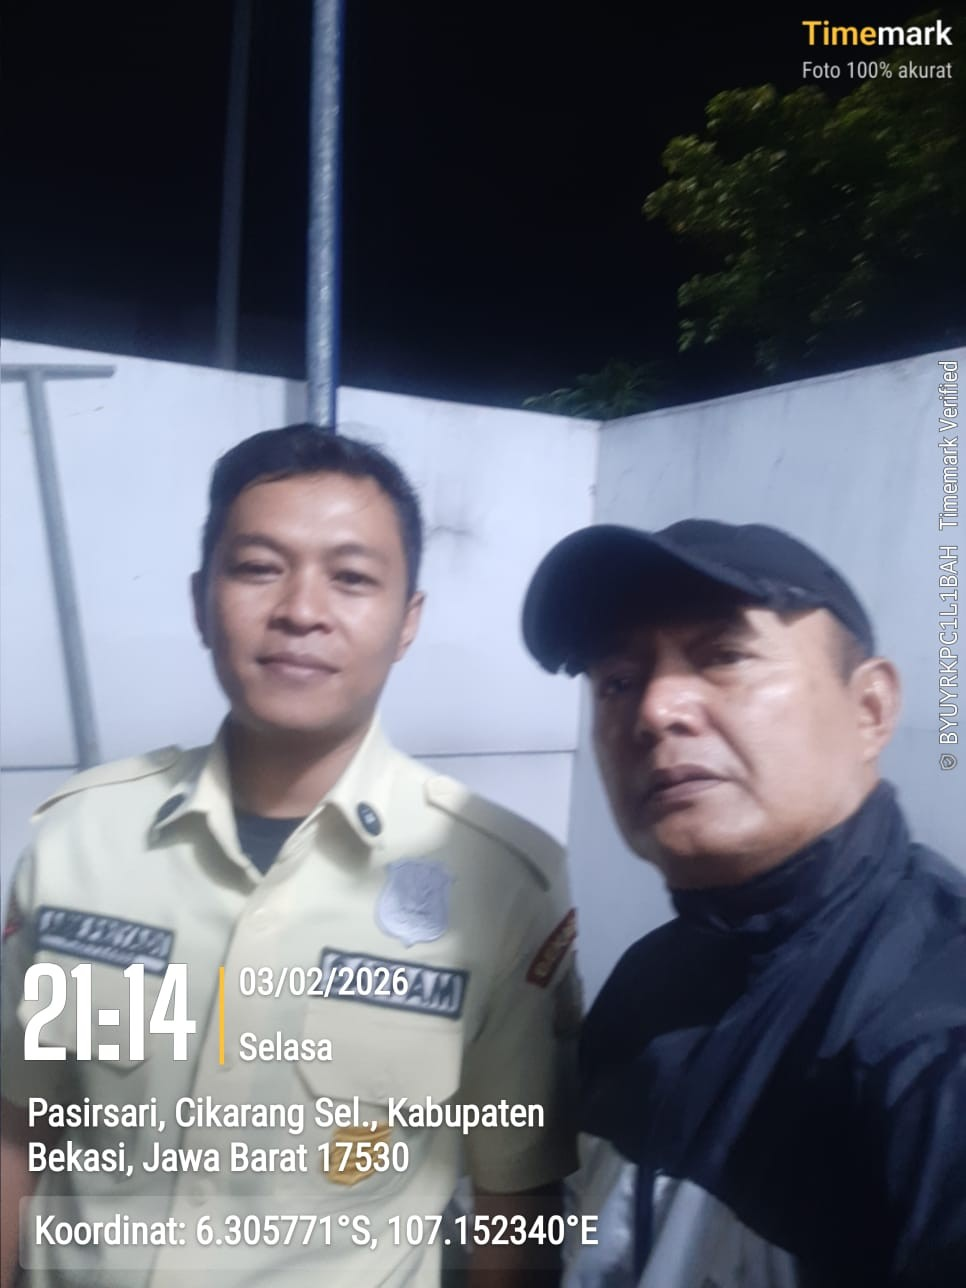 Timemark
Foto 100% akurat
BYUYRKPC1L1BAH Timemark Verified
21:14
03/02/2026
Selasa
Pasirsari, Cikarang Sel., Kabupaten
Bekasi, Jawa Barat 17530
Koordinat: 6.305771°S, 107.152340°E